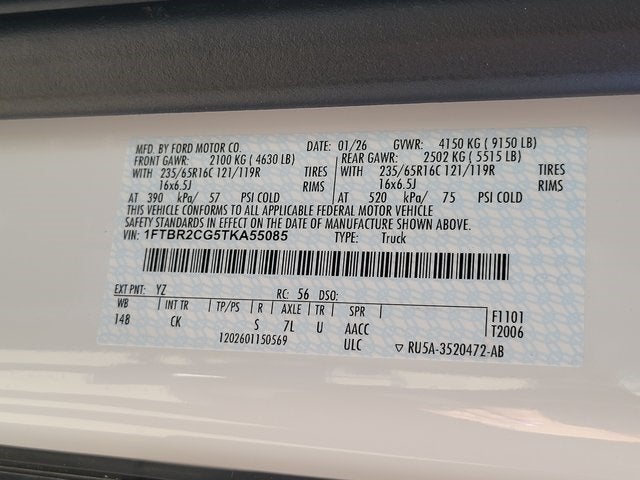 MFD. BY FORD MOTOR CO. DATE: 01/26 GVWR: 4150 KG ( 9150 LB)
FRONT GAWR: 2100 KG ( 4630 LB) REAR GAWR: 2502 KG ( 5515 LB)
WITH 235/65R16C 121/119R TIRES WITH 235/65R16C 121/119R TIRES
16x6.5J RIMS 16x6.5J RIMS
AT 390 kPa/ 57 PSI COLD AT 520 kPa/ 75 PSI COLD
THIS VEHICLE CONFORMS TO ALL APPLICABLE FEDERAL MOTOR VEHICLE
SAFETY STANDARDS IN EFFECT ON THE DATE OF MANUFACTURE SHOWN ABOVE.
VIN: 1FTBR2CG5TKA55085 TYPE: Truck
EXT PNT: YZ RC: 56 DSO:
WB INT TR TP/PS R AXLE TR SPR F1101
148 CK S 7L U AACC T2006
1202601150569 ULC ▽ RU5A-3520472-AB